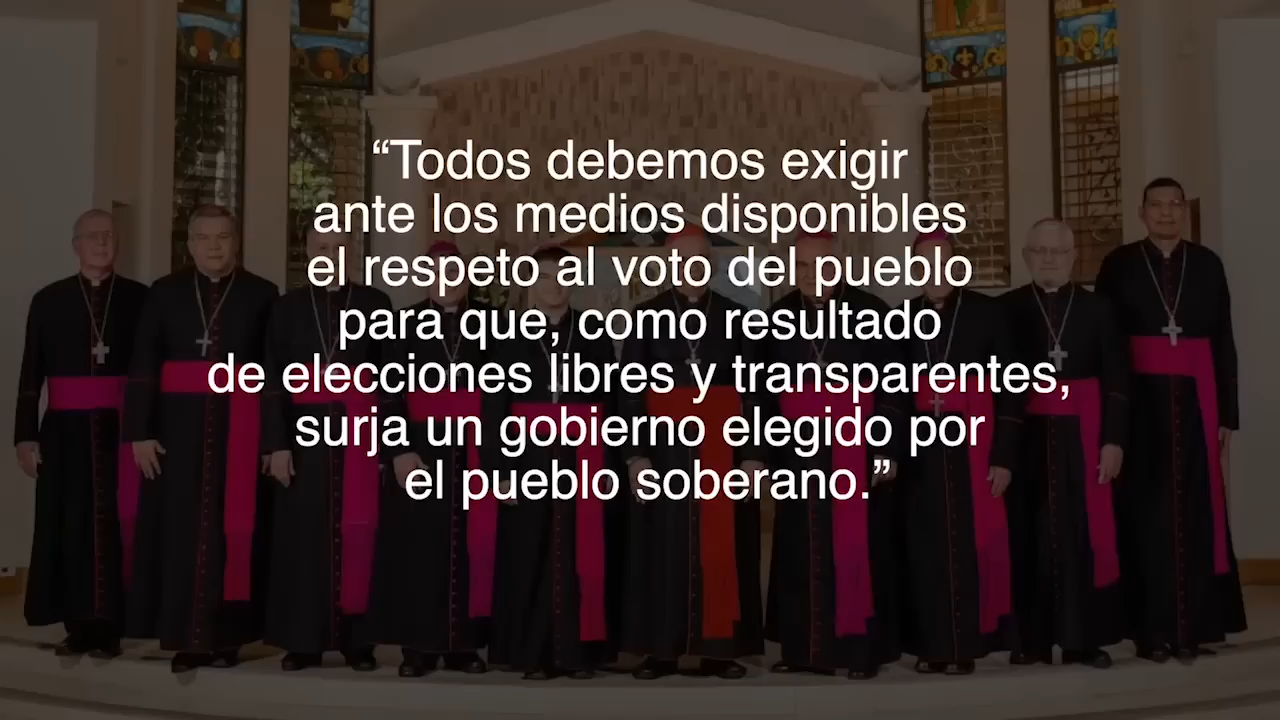 “Todos debemos exigir
ante los medios disponibles
el respeto al voto del pueblo
para que, como resultado
de elecciones libres y transparentes,
surja un gobierno elegido por
el pueblo soberano.”